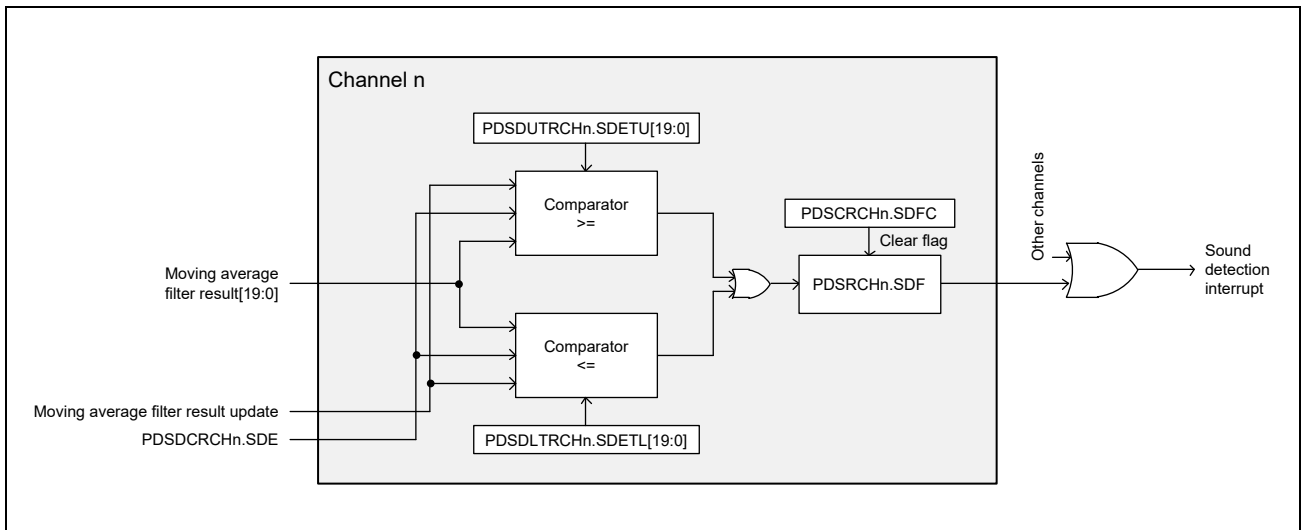 Channel n
PDSDUTRCHn.SDETU[19:0]
Comparator
>=
PDSCRCHn.SDFC
Clear flag
Other channels
Moving average
filter result[19:0]
PDSRCHn.SDF
Sound
detection
interrupt
Comparator
<=
Moving average filter result update
PDSDCRCHn.SDE
PDSDLTRCHn.SDETL[19:0]